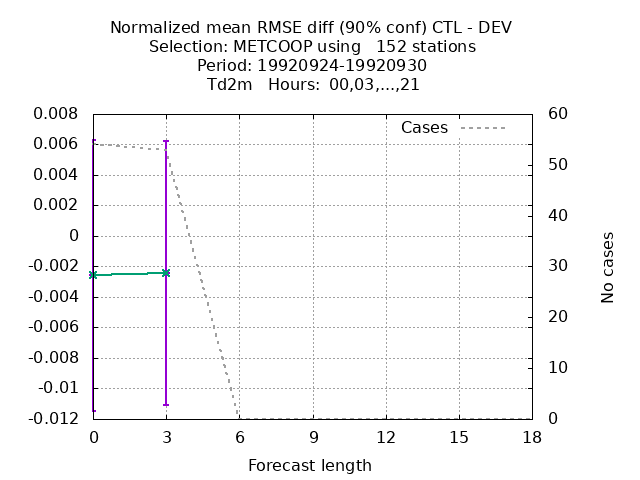 Normalized mean RMSE diff (90% conf) CTL - DEV
Selection: METCOOP using   152 stations
Period: 19920924-19920930
Td2m   Hours:  00,03,...,21
Cases
0.008
0.006
0.004
0.002
0
-0.002
-0.004
-0.006
-0.008
-0.01
-0.012
60
50
40
30
20
10
0
No cases
0 3 6 9 12 15 18
Forecast length